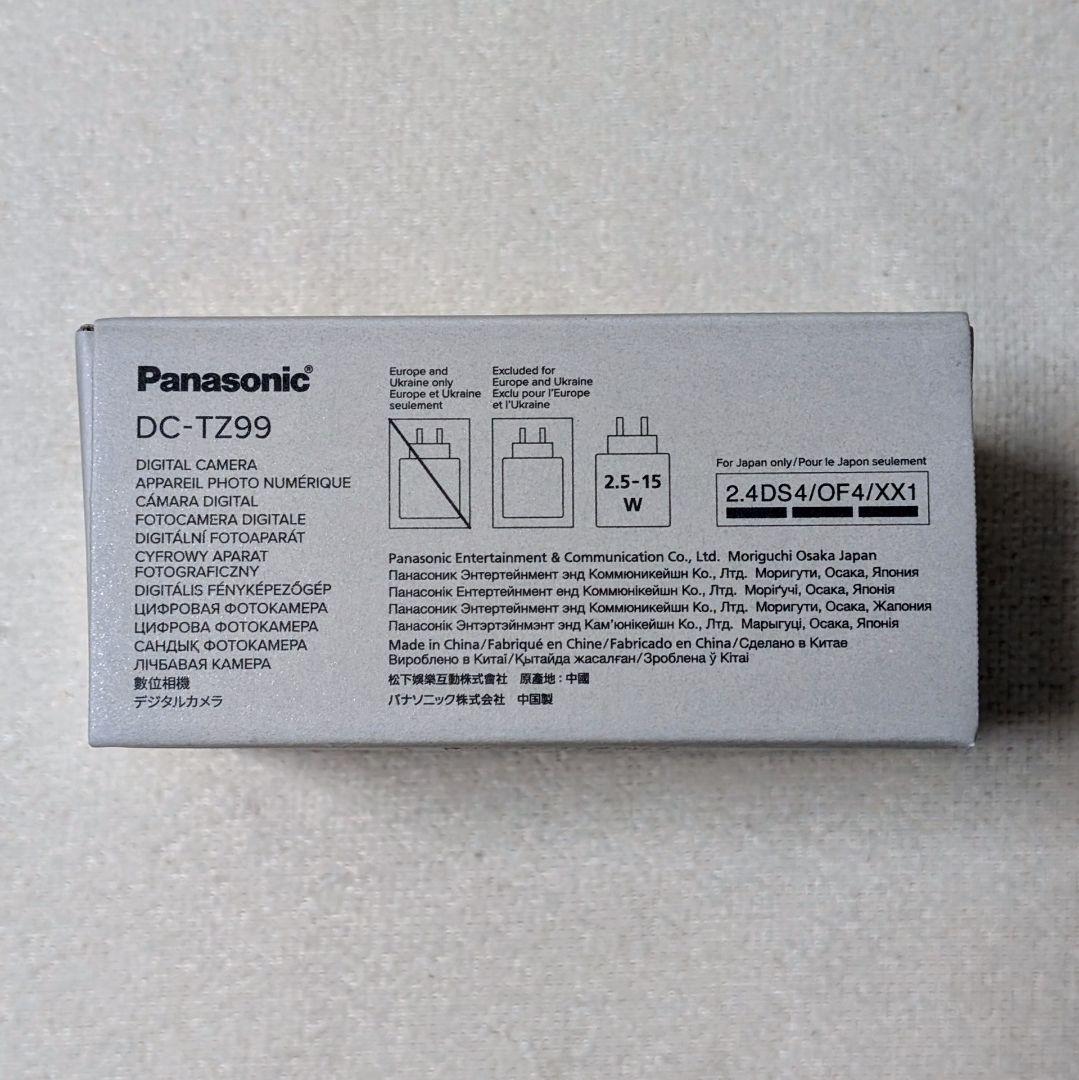 Panasonic®
DC-TZ99
DIGITAL CAMERA
APPAREIL PHOTO NUMÉRIQUE
CÁMARA DIGITAL
FOTOCAMERA DIGITALE
DIGITÁLNÍ FOTOAPARÁT
CYFROWY APARAT
FOTOGRAFICZNY
DIGITÁLIS FÉNYKÉPEZŐGÉP
ЦИФРОВАЯ ФОТОКАМЕРА
ЦИФРОВА ФОТОКАМЕРА
САНДЫҚ ФОТОКАМЕРА
ЛІЧБАВАЯ КАМЕРА
數位相機
デジタルカメラ
Europe and
Ukraine only
Europe et Ukraine
seulement
Excluded for
Europe and Ukraine
Exclu pour l'Europe
et l'Ukraine
2.5-15
W
For Japan only/Pour le Japon seulement
2.4DS4/OF4/XX1
Panasonic Entertainment & Communication Co., Ltd. Moriguchi Osaka Japan
Панасоник Энтертейнмент энд Коммюникейшн Ко., Лтд. Моригути, Осака, Япония
Панасонік Ентертейнмент енд Коммюнікейшн Ко., Лтд. Моріґучі, Осака, Японія
Панасоник Энтертейнмент энд Коммюникейшн Ко., Лтд. Моригути, Осака, Жапония
Панасонік Энтэртэйнмэнт энд Кам'юнікейшн Ко., Лтд. Марыгуці, Осака, Японія
Made in China/Fabriqué en Chine/Fabricado en China/Сделано в Китае
Вироблено в Китаї/Қытайда жасалған/Зроблена ў Кітаі
松下娛樂互動株式會社 原產地:中國
パナソニック株式会社 中国製